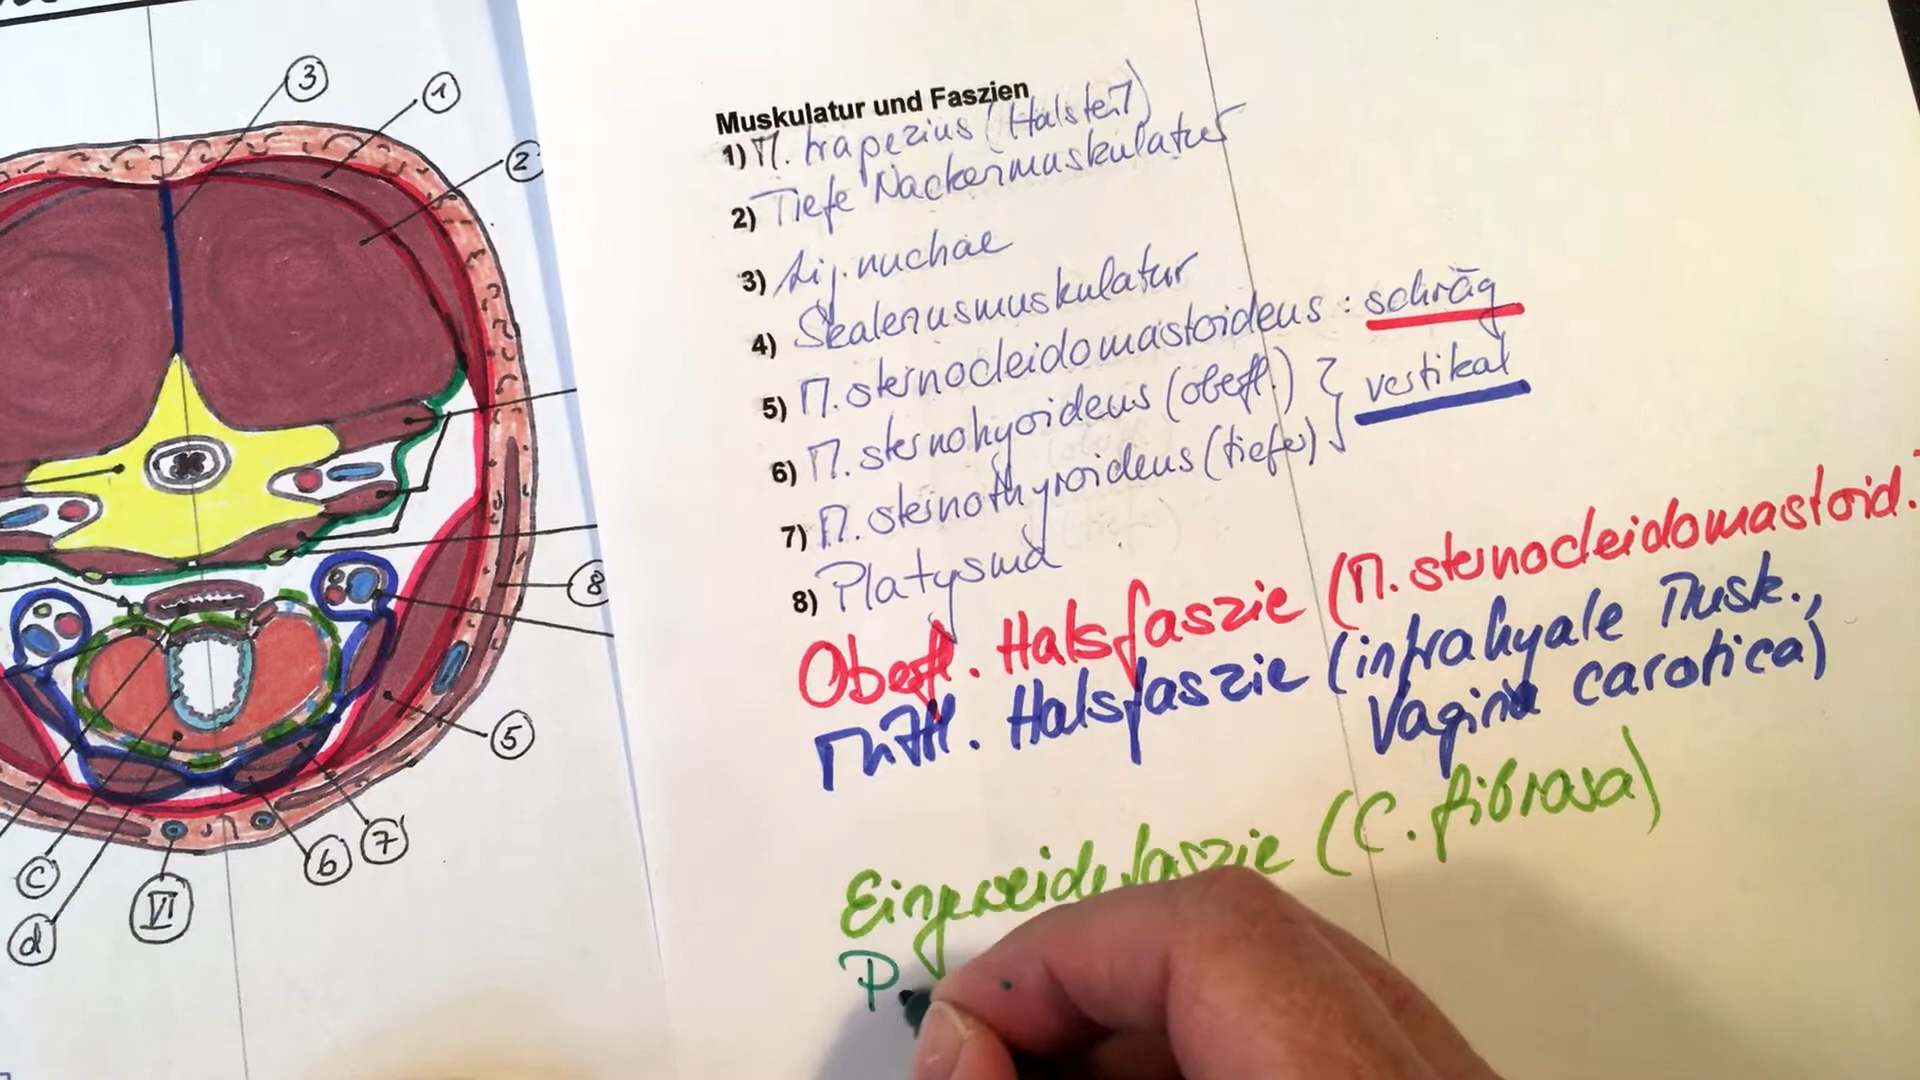 3
1
2
8
5
7
6
VI
c
d
Muskulatur und Faszien
1) M. trapezius (Halsteil)
2) Tiefe Nackenmuskulatur
3) Lig. nuchae
4) Skalenusmuskulatur
5) M. sternocleidomastoideus : schräg
6) M. sternohyoideus (oberfl.) } vertikal
7) M. sternothyroideus (tiefer)
8) Platysma
Oberfl. Halsfaszie (M. sternocleidomastoid.
Mittl. Halsfaszie (infrahyale Musk.,
Vagina carotica)
Eingeweidefaszie (C. fibrosa)
P